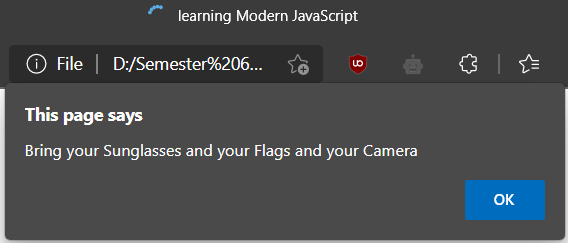 learning Modern JavaScript
File | D:/Semester%206...
UO
This page says
Bring your Sunglasses and your Flags and your Camera
OK